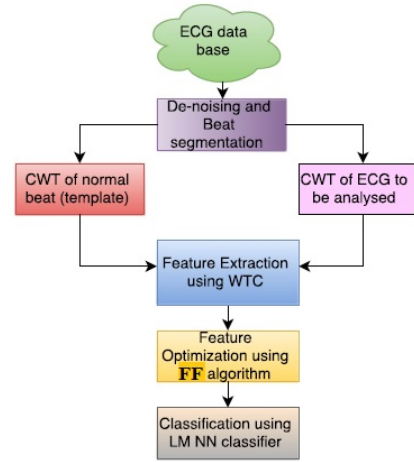 ECG data
base
De-noising and
Beat
segmentation
CWT of normal
beat (template)
CWT of ECG to
be analysed
Feature Extraction
using WTC
Feature
Optimization using
FF algorithm
Classification using
LM NN classifier